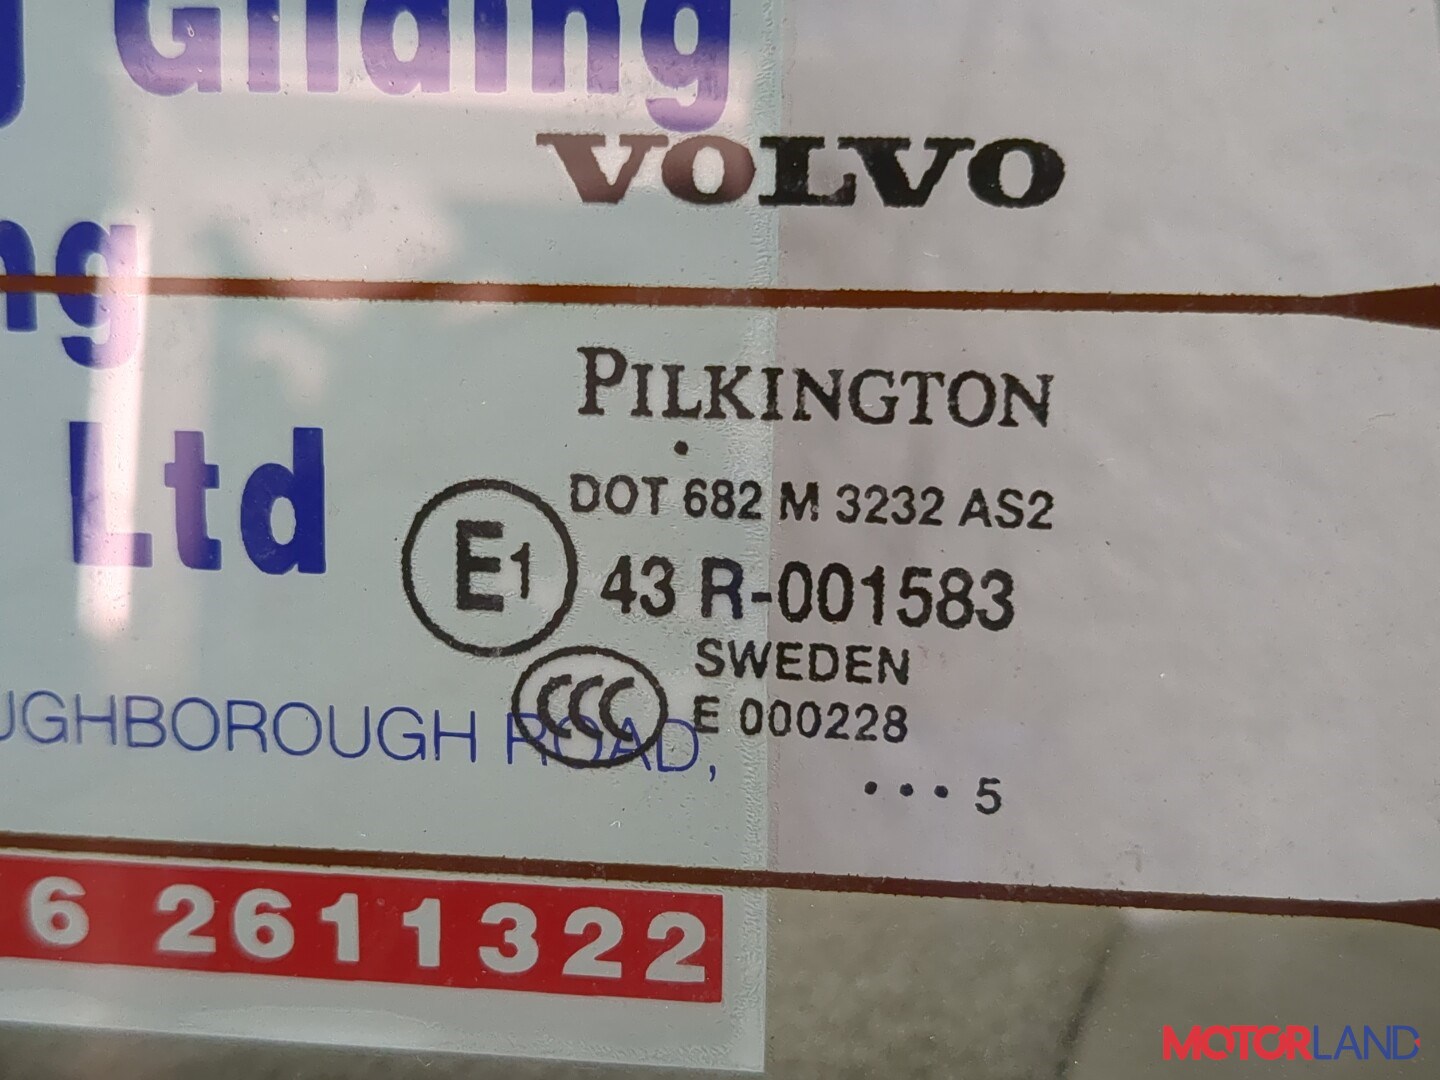 Gliding
VOLVO
ng
PILKINGTON
Ltd
DOT 682 M 3232 AS2
E1 43 R-001583
SWEDEN
CCC E 000228
UGHBOROUGH ROAD,
... 5
6 2611322
MOTORLAND